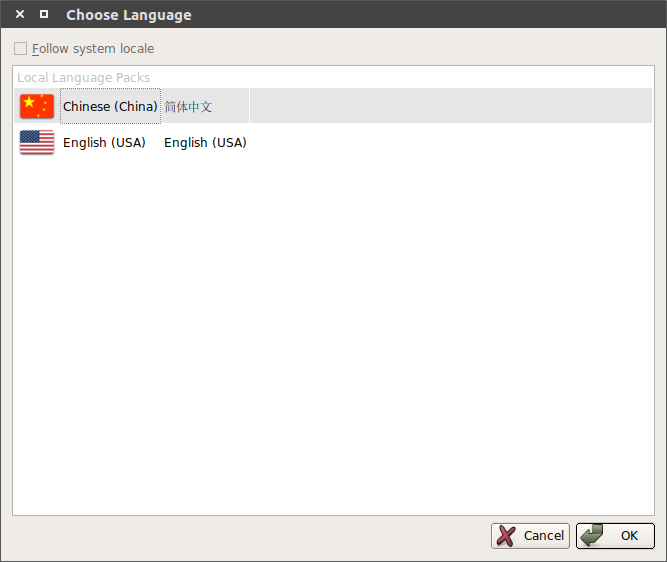 Choose Language
Follow system locale
Local Language Packs
Chinese (China) 简体中文
English (USA) English (USA)
Cancel OK